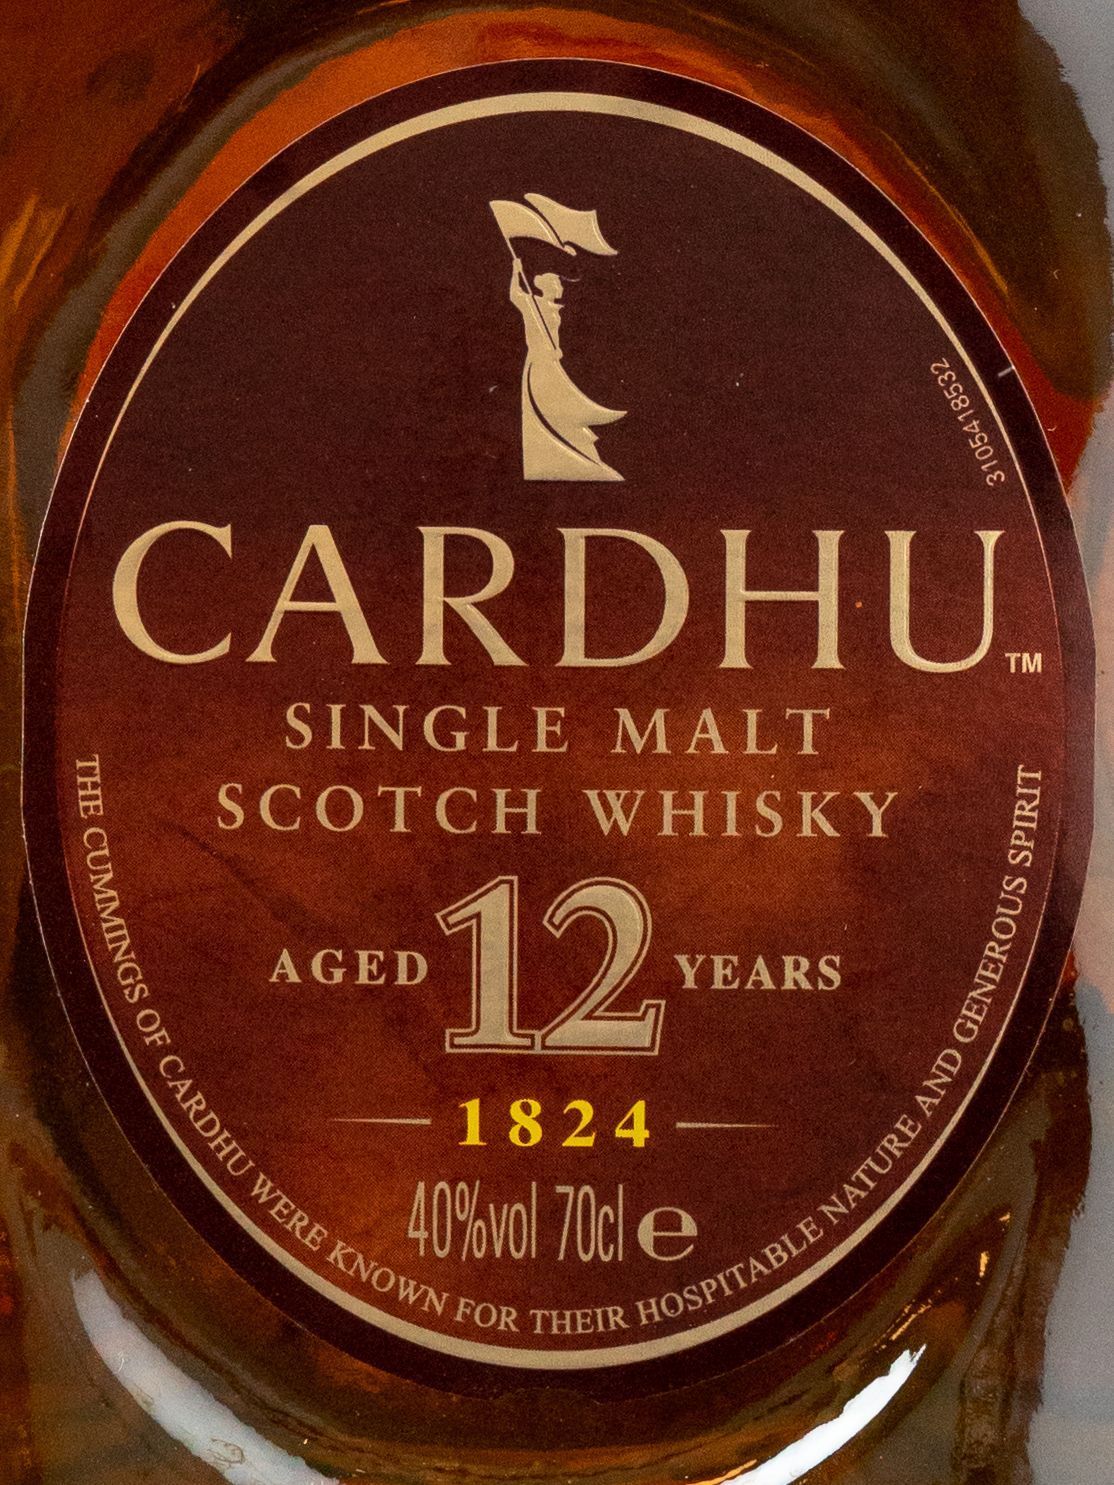 3105418532
CARDHU™
SINGLE MALT
SCOTCH WHISKY
AGED 12 YEARS
1824
40%vol 70cl e
THE CUMMINGS OF CARDHU WERE KNOWN FOR THEIR HOSPITABLE NATURE AND GENEROUS SPIRIT